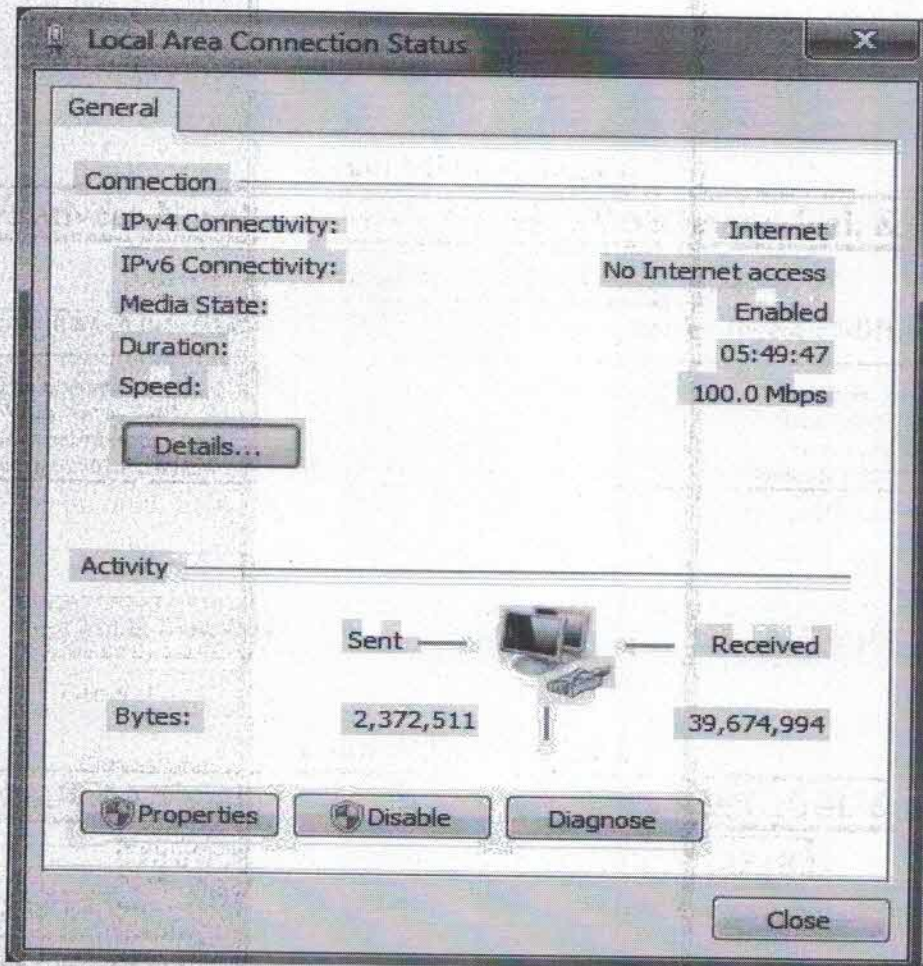 Local Area Connection Status
General
Connection
IPv4 Connectivity: Internet
IPv6 Connectivity: No Internet access
Media State: Enabled
Duration: 05:49:47
Speed: 100.0 Mbps
Details...
Activity
Sent Received
Bytes: 2,372,511 39,674,994
Properties Disable Diagnose
Close